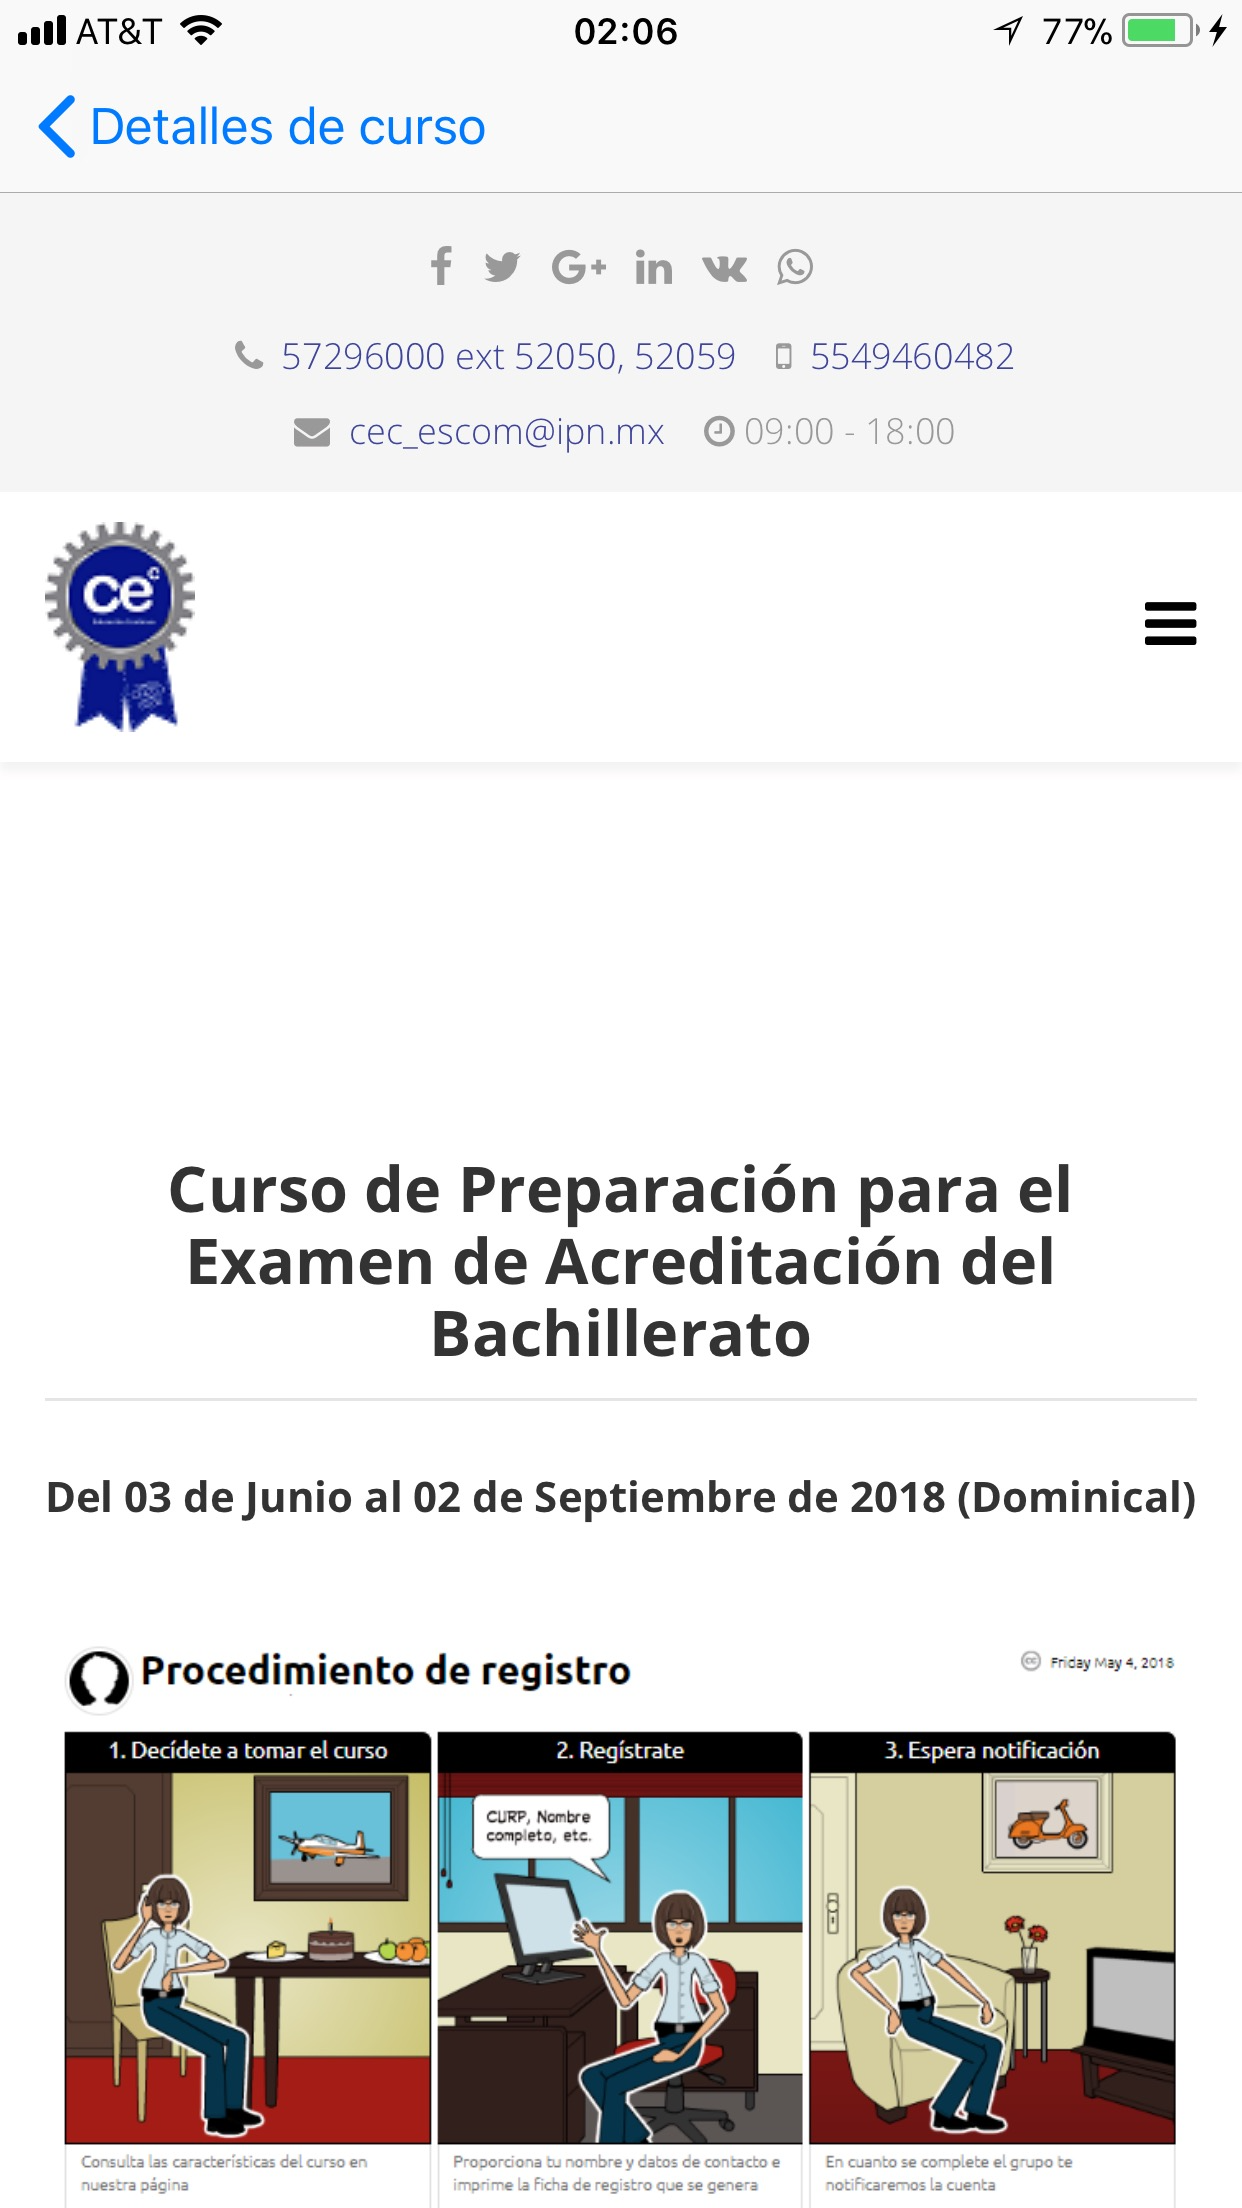 AT&T
02:06
77%
Detalles de curso
57296000 ext 52050, 52059 5549460482
cec_escom@ipn.mx 09:00 - 18:00
ce c
Curso de Preparación para el
Examen de Acreditación del
Bachillerato
Del 03 de Junio al 02 de Septiembre de 2018 (Dominical)
Procedimiento de registro
cc Friday May 4, 2018
1. Decídete a tomar el curso
2. Regístrate
3. Espera notificación
CURP, Nombre
completo, etc.
Consulta las características del curso en
nuestra página
Proporciona tu nombre y datos de contacto e
imprime la ficha de registro que se genera
En cuanto se complete el grupo te
notificaremos la cuenta